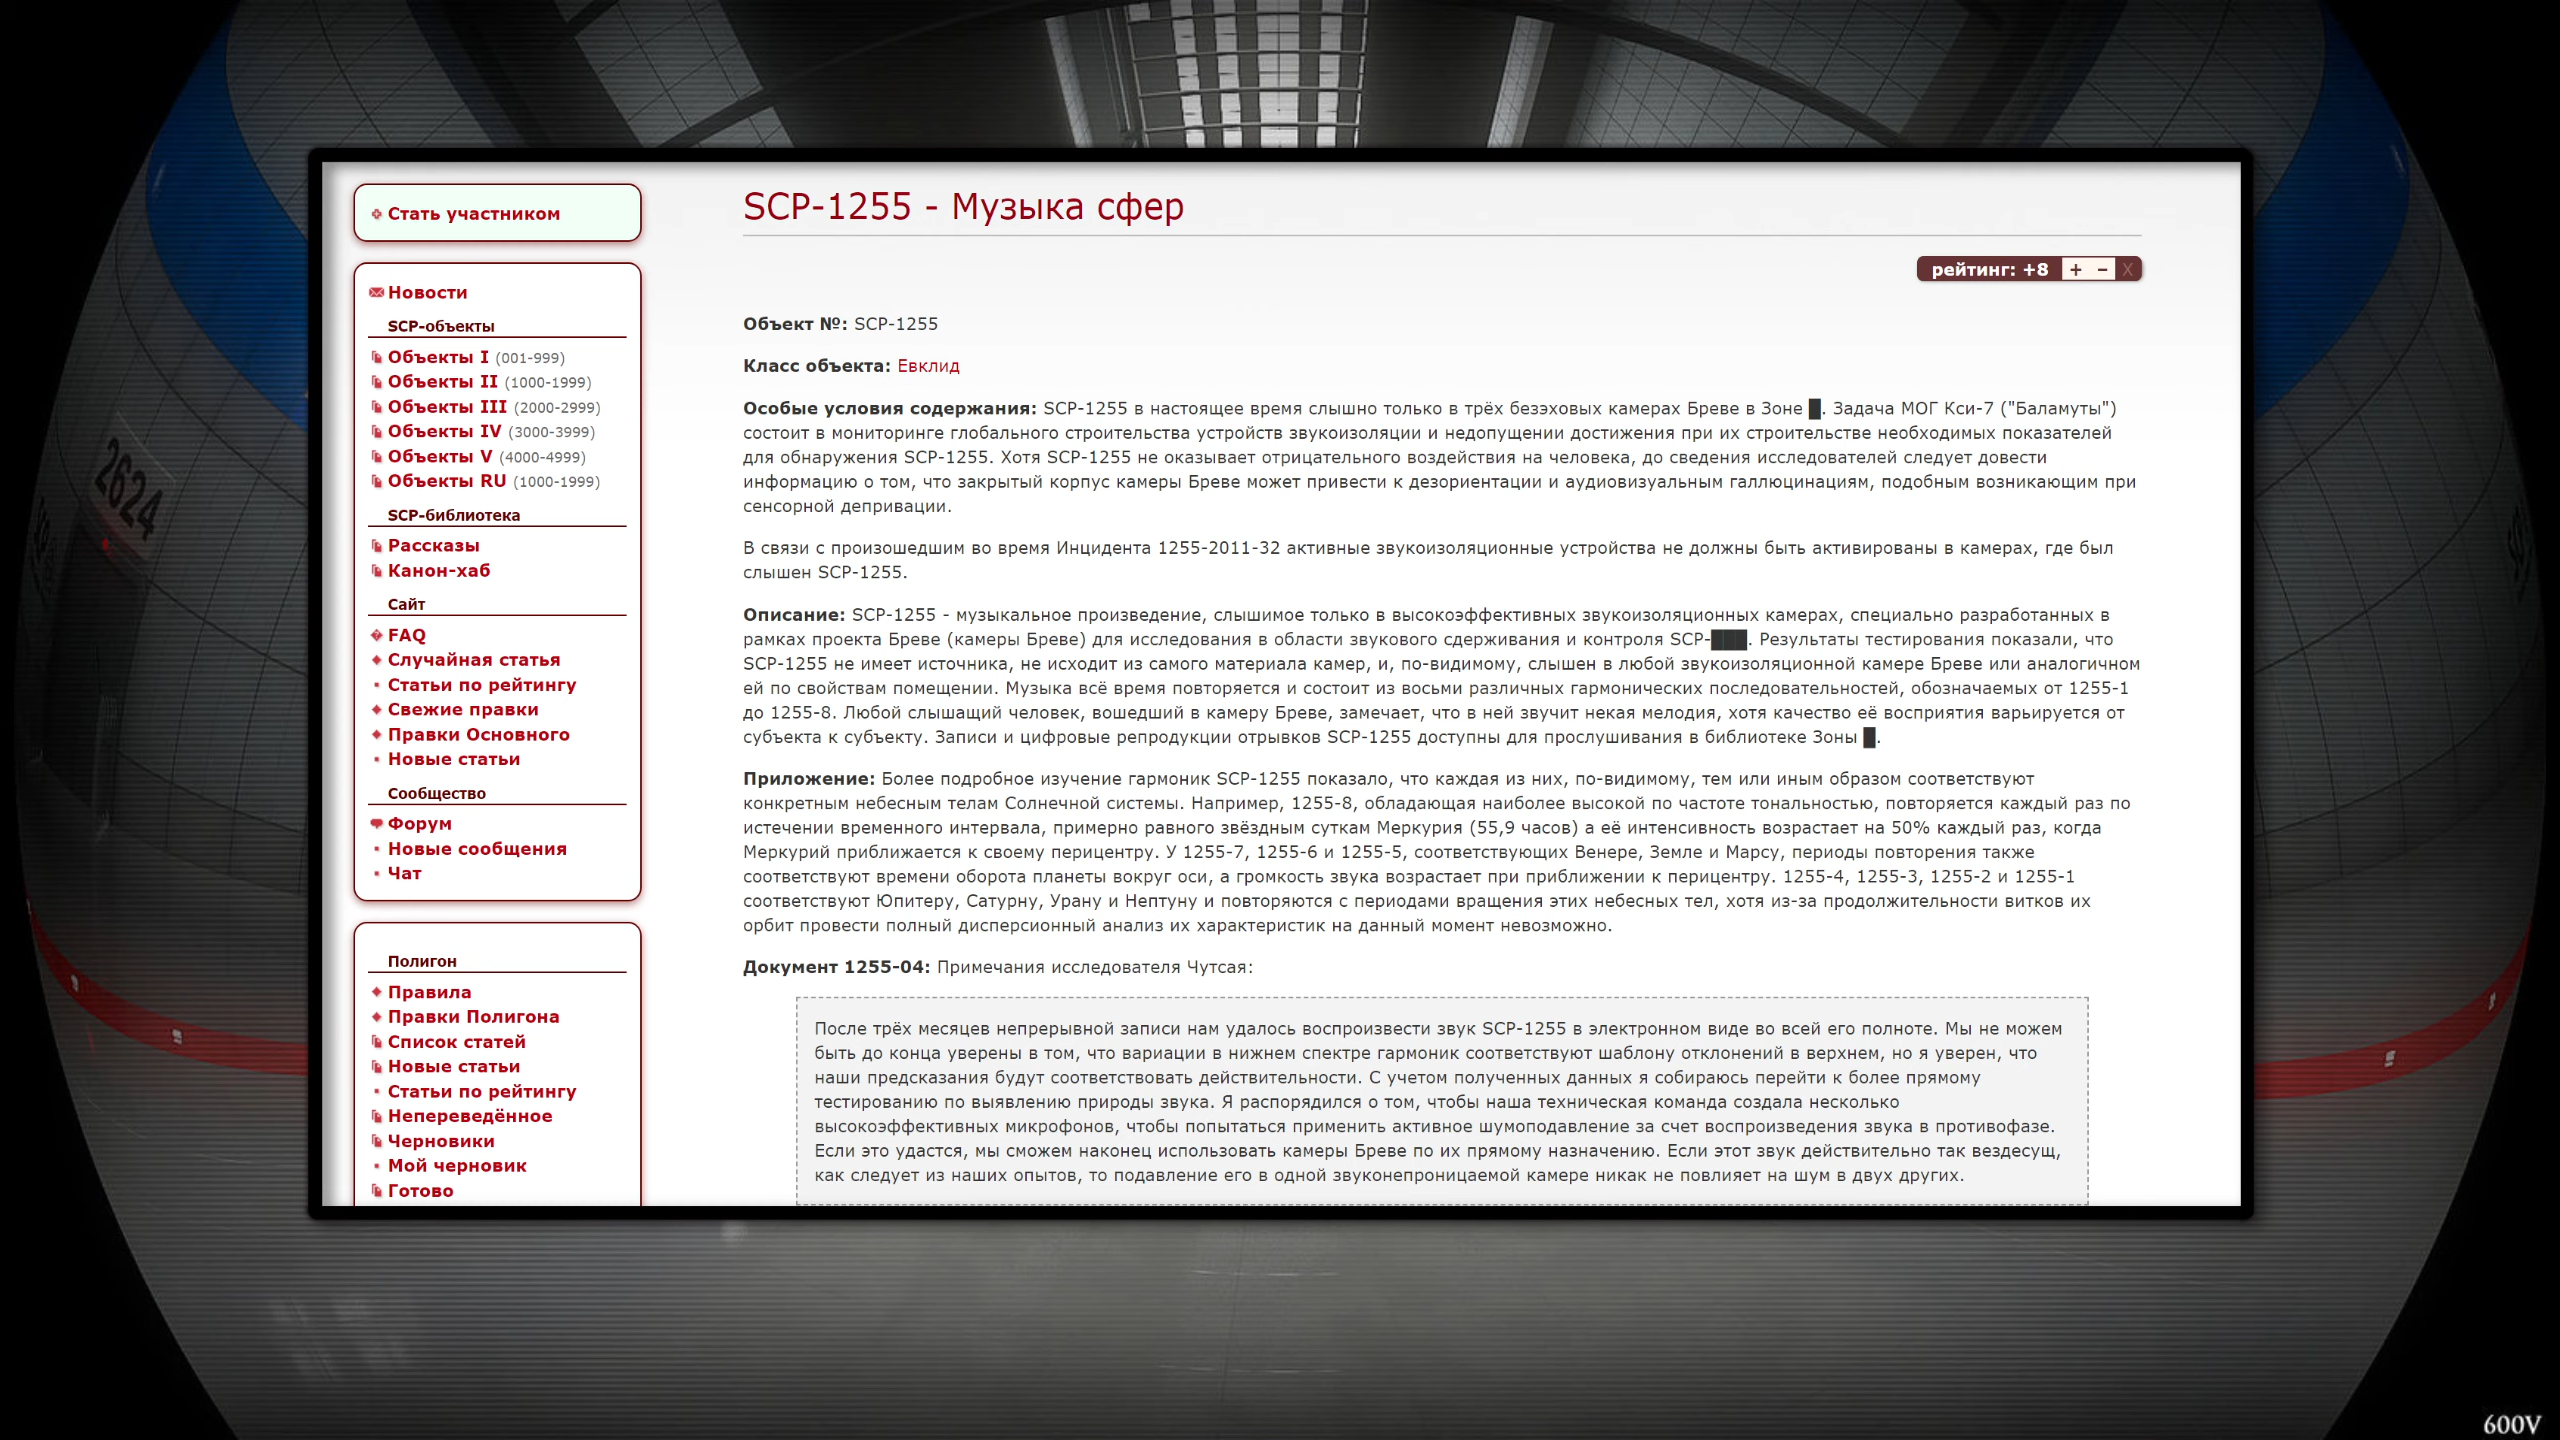 Стать участником
Новости
SCP-объекты
Объекты I (001-999)
Объекты II (1000-1999)
Объекты III (2000-2999)
Объекты IV (3000-3999)
Объекты V (4000-4999)
Объекты RU (1000-1999)
SCP-библиотека
Рассказы
Канон-хаб
Сайт
FAQ
Случайная статья
Статьи по рейтингу
Свежие правки
Правки Основного
Новые статьи
Сообщество
Форум
Новые сообщения
Чат
Полигон
Правила
Правки Полигона
Список статей
Новые статьи
Статьи по рейтингу
Непереведённое
Черновики
Мой черновик
Готово
SCP-1255 - Музыка сфер
рейтинг: +8 + − X
Объект №: SCP-1255
Класс объекта: Евклид
Особые условия содержания: SCP-1255 в настоящее время слышно только в трёх безэховых камерах Бреве в Зоне █. Задача МОГ Кси-7 ("Баламуты")
состоит в мониторинге глобального строительства устройств звукоизоляции и недопущении достижения при их строительстве необходимых показателей
для обнаружения SCP-1255. Хотя SCP-1255 не оказывает отрицательного воздействия на человека, до сведения исследователей следует довести
информацию о том, что закрытый корпус камеры Бреве может привести к дезориентации и аудиовизуальным галлюцинациям, подобным возникающим при
сенсорной депривации.
В связи с произошедшим во время Инцидента 1255-2011-32 активные звукоизоляционные устройства не должны быть активированы в камерах, где был
слышен SCP-1255.
Описание: SCP-1255 - музыкальное произведение, слышимое только в высокоэффективных звукоизоляционных камерах, специально разработанных в
рамках проекта Бреве (камеры Бреве) для исследования в области звукового сдерживания и контроля SCP-███. Результаты тестирования показали, что
SCP-1255 не имеет источника, не исходит из самого материала камер, и, по-видимому, слышен в любой звукоизоляционной камере Бреве или аналогичном
ей по свойствам помещении. Музыка всё время повторяется и состоит из восьми различных гармонических последовательностей, обозначаемых от 1255-1
до 1255-8. Любой слышащий человек, вошедший в камеру Бреве, замечает, что в ней звучит некая мелодия, хотя качество её восприятия варьируется от
субъекта к субъекту. Записи и цифровые репродукции отрывков SCP-1255 доступны для прослушивания в библиотеке Зоны █.
Приложение: Более подробное изучение гармоник SCP-1255 показало, что каждая из них, по-видимому, тем или иным образом соответствуют
конкретным небесным телам Солнечной системы. Например, 1255-8, обладающая наиболее высокой по частоте тональностью, повторяется каждый раз по
истечении временного интервала, примерно равного звёздным суткам Меркурия (55,9 часов) а её интенсивность возрастает на 50% каждый раз, когда
Меркурий приближается к своему перицентру. У 1255-7, 1255-6 и 1255-5, соответствующих Венере, Земле и Марсу, периоды повторения также
соответствуют времени оборота планеты вокруг оси, а громкость звука возрастает при приближении к перицентру. 1255-4, 1255-3, 1255-2 и 1255-1
соответствуют Юпитеру, Сатурну, Урану и Нептуну и повторяются с периодами вращения этих небесных тел, хотя из-за продолжительности витков их
орбит провести полный дисперсионный анализ их характеристик на данный момент невозможно.
Документ 1255-04: Примечания исследователя Чутсая:
После трёх месяцев непрерывной записи нам удалось воспроизвести звук SCP-1255 в электронном виде во всей его полноте. Мы не можем
быть до конца уверены в том, что вариации в нижнем спектре гармоник соответствуют шаблону отклонений в верхнем, но я уверен, что
наши предсказания будут соответствовать действительности. С учетом полученных данных я собираюсь перейти к более прямому
тестированию по выявлению природы звука. Я распорядился о том, чтобы наша техническая команда создала несколько
высокоэффективных микрофонов, чтобы попытаться применить активное шумоподавление за счет воспроизведения звука в противофазе.
Если это удастся, мы сможем наконец использовать камеры Бреве по их прямому назначению. Если этот звук действительно так вездесущ,
как следует из наших опытов, то подавление его в одной звуконепроницаемой камере никак не повлияет на шум в двух других.
2624
600V